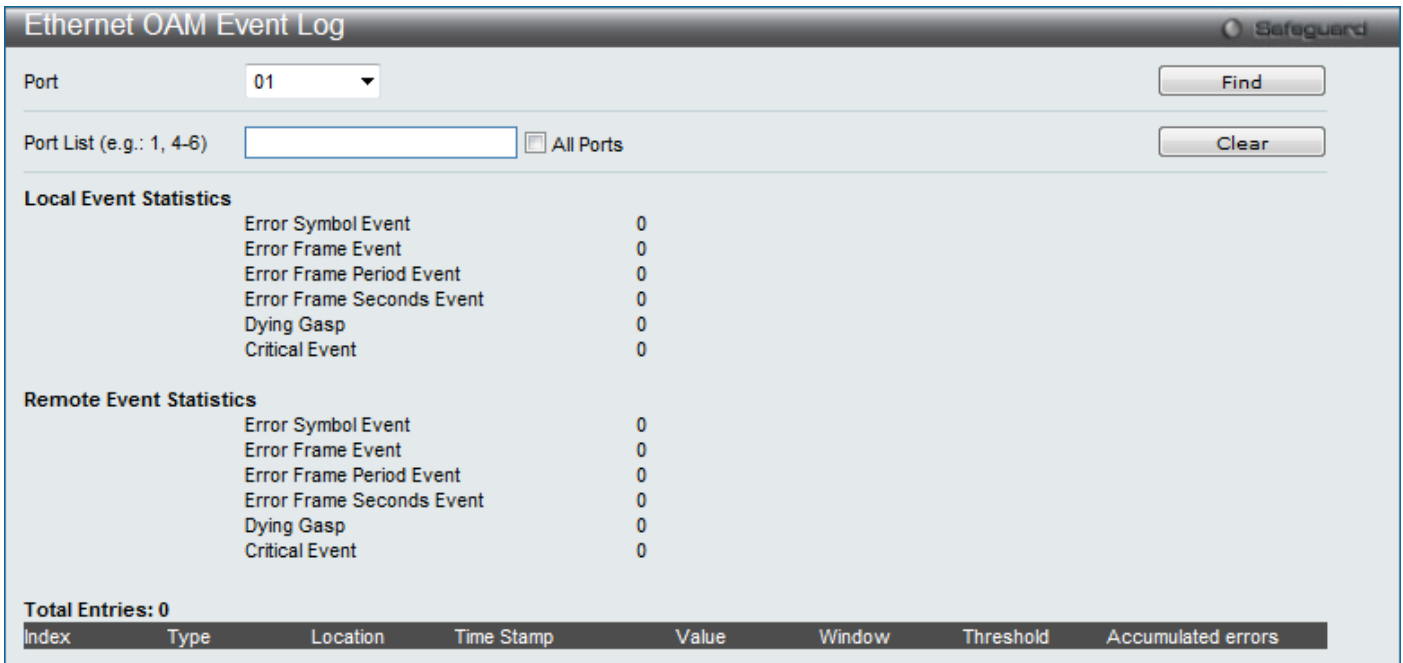 Ethernet OAM Event Log Safeguard
Port 01 Find
Port List (e.g.: 1, 4-6) All Ports Clear
Local Event Statistics
Error Symbol Event 0
Error Frame Event 0
Error Frame Period Event 0
Error Frame Seconds Event 0
Dying Gasp 0
Critical Event 0
Remote Event Statistics
Error Symbol Event 0
Error Frame Event 0
Error Frame Period Event 0
Error Frame Seconds Event 0
Dying Gasp 0
Critical Event 0
Total Entries: 0
Index Type Location Time Stamp Value Window Threshold Accumulated errors